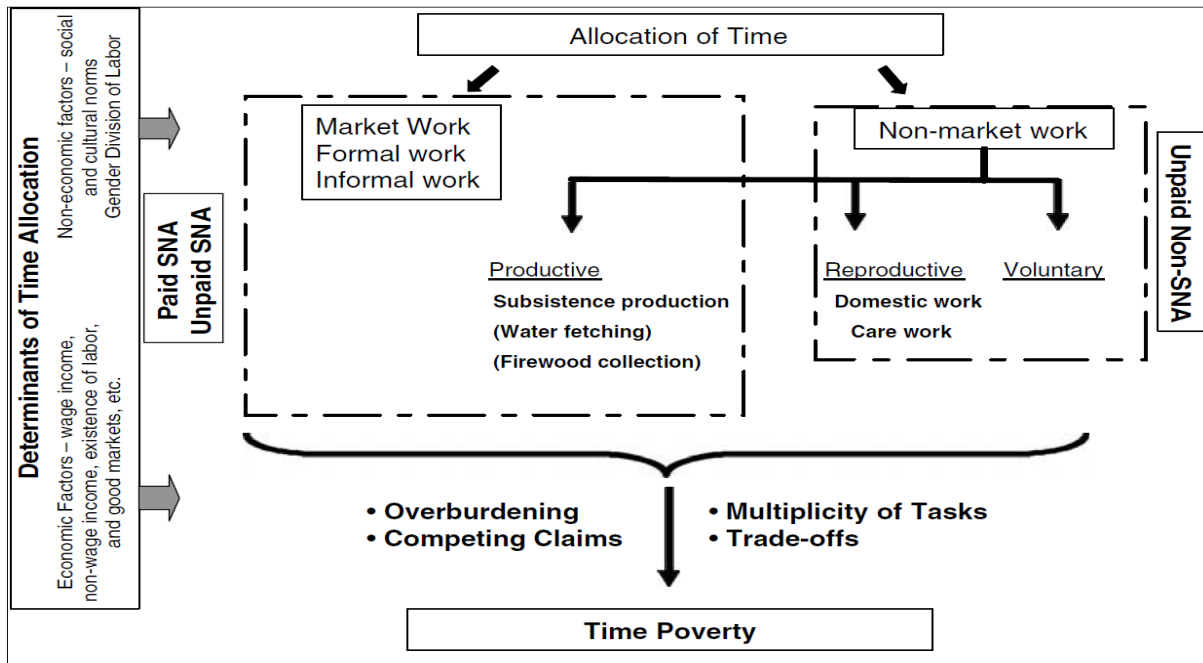 Determinants of Time Allocation
Non-economic factors – social
and cultural norms
Gender Division of Labor
Economic Factors – wage income,
non-wage income, existence of labor,
and good markets, etc.
Paid SNA
Unpaid SNA
Allocation of Time
Market Work
Formal work
Informal work
Non-market work
Productive
Subsistence production
(Water fetching)
(Firewood collection)
Reproductive
Domestic work
Care work
Voluntary
Unpaid Non-SNA
• Overburdening
• Competing Claims
• Multiplicity of Tasks
• Trade-offs
Time Poverty